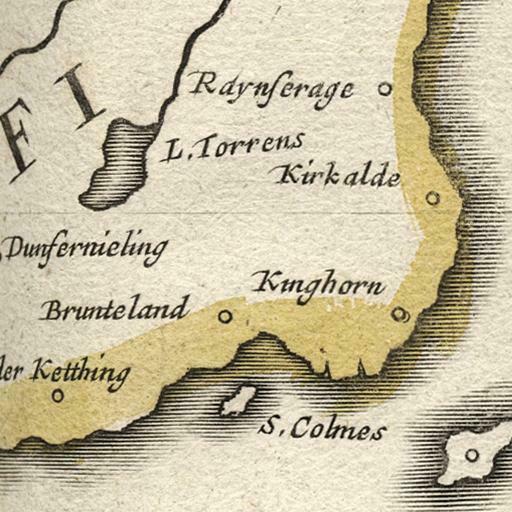 Raynserage
FI
L. Torrens
Kirkalde
Dunfernieling
Kinghorn
Brunteland
Ketthing
S. Colmes